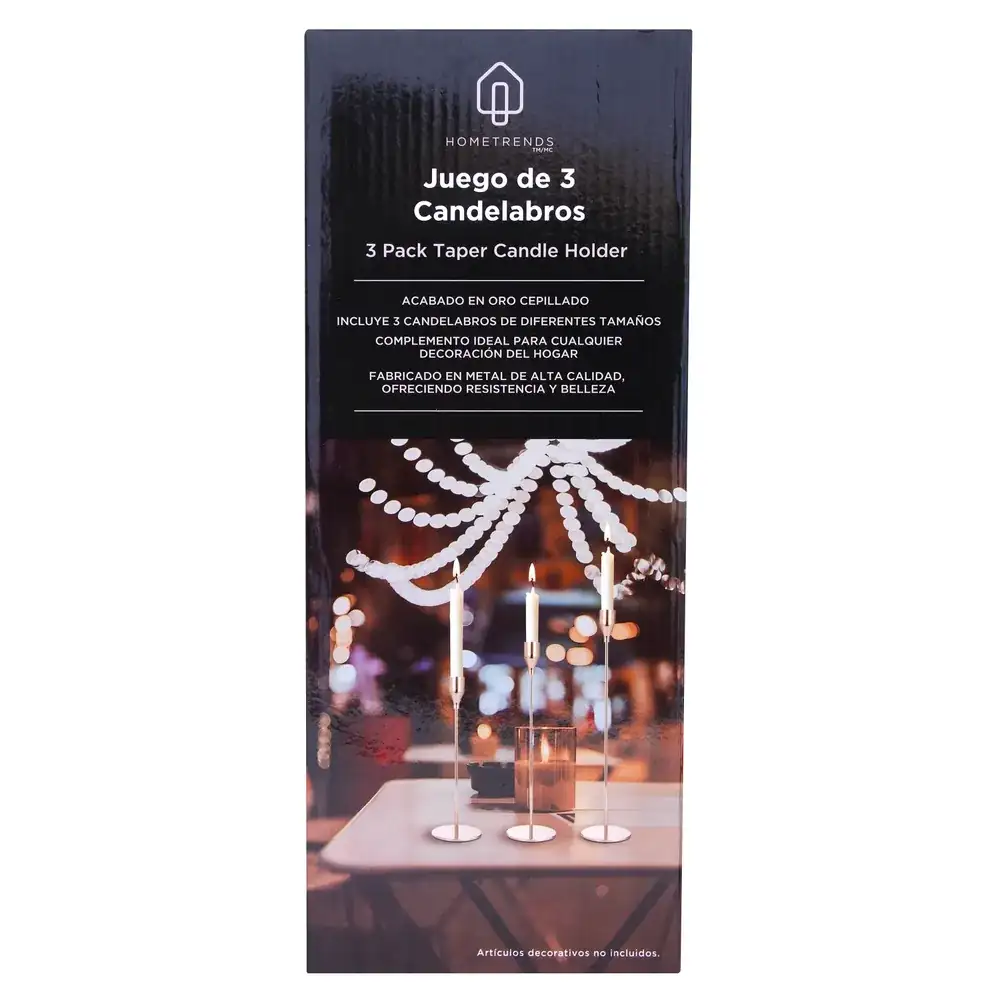 HOMETRENDS
TM/MC
Juego de 3
Candelabros
3 Pack Taper Candle Holder
ACABADO EN ORO CEPILLADO
INCLUYE 3 CANDELABROS DE DIFERENTES TAMAÑOS
COMPLEMENTO IDEAL PARA CUALQUIER
DECORACIÓN DEL HOGAR
FABRICADO EN METAL DE ALTA CALIDAD,
OFRECIENDO RESISTENCIA Y BELLEZA
Artículos decorativos no incluidos.